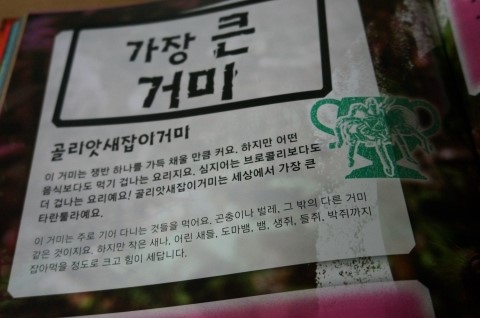 가장 큰
거미
골리앗새잡이거미
이 거미는 쟁반 하나를 가득 채울 만큼 커요. 하지만 어떤
음식보다도 먹기 겁나는 요리지요. 심지어는 브로콜리보다도
더 겁나는 요리예요! 골리앗새잡이거미는 세상에서 가장 큰
타란툴라예요.
이 거미는 주로 기어 다니는 것들을 먹어요. 곤충이나 벌레, 그 밖의 다른 거미
같은 것이지요. 하지만 작은 새나, 어린 새들, 도마뱀, 뱀, 생쥐, 들쥐, 박쥐까지
잡아먹을 정도로 크고 힘이 세답니다.